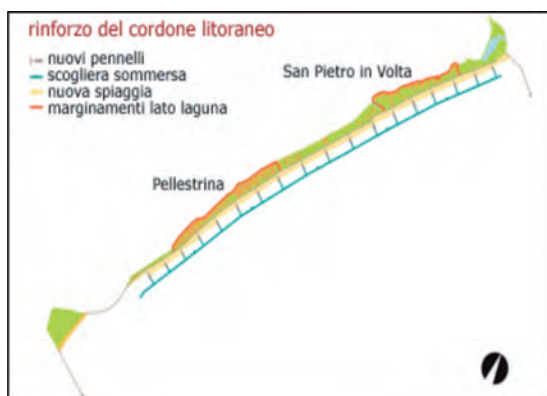 rinforzo del cordone litoraneo
nuovi pennelli
scogliera sommersa
nuova spiaggia
marginamenti lato laguna
San Pietro in Volta
Pellestrina